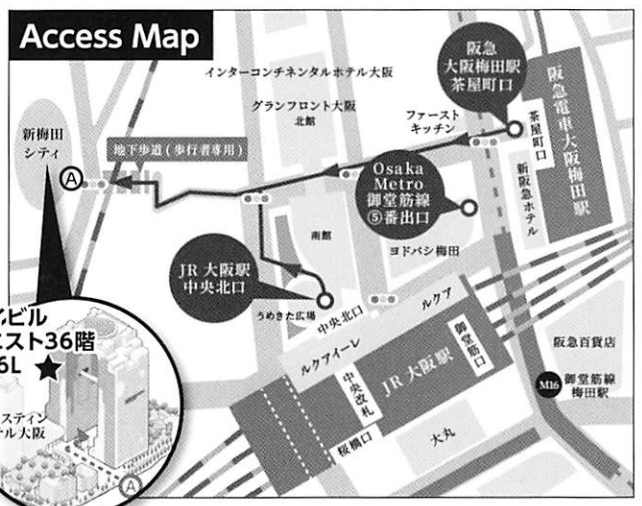 Access Map
阪急
大阪梅田駅
茶屋町口
インターコンチネンタルホテル大阪
グランフロント大阪
北館
ファースト
キッチン
茶屋町口
阪急電車大阪梅田駅
新梅田
シティ
地下歩道(歩行者専用)
A
Osaka
Metro
御堂筋線
⑤番出口
新阪急ホテル
南館
ヨドバシ梅田
JR 大阪駅
中央北口
うめきた広場
中央北口
ルクア
ルクアイーレ
御堂筋口
JR 大阪駅
中央改札
桜橋口
大丸
阪急百貨店
M16
御堂筋線
梅田駅
ビル
スト36階
6L ★
スティン
テル大阪
A